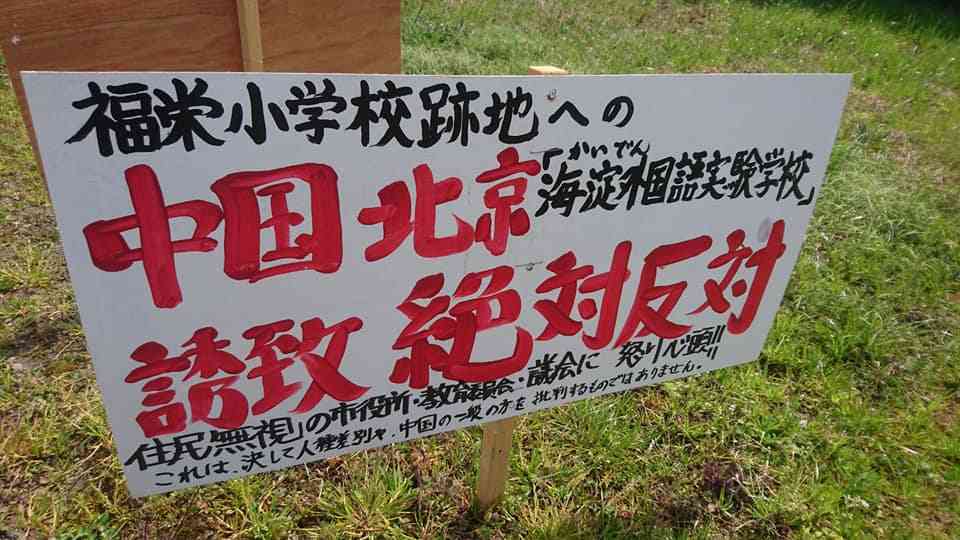 福栄小学校跡地への
中国北京「海淀外国語実験学校」
かいでん
誘致絶対反対
住民無視」の市役所・教育委員会・議会に 怒り心頭!!
これは、決して人種差別や、中国の一般の方を批判するものではありません。